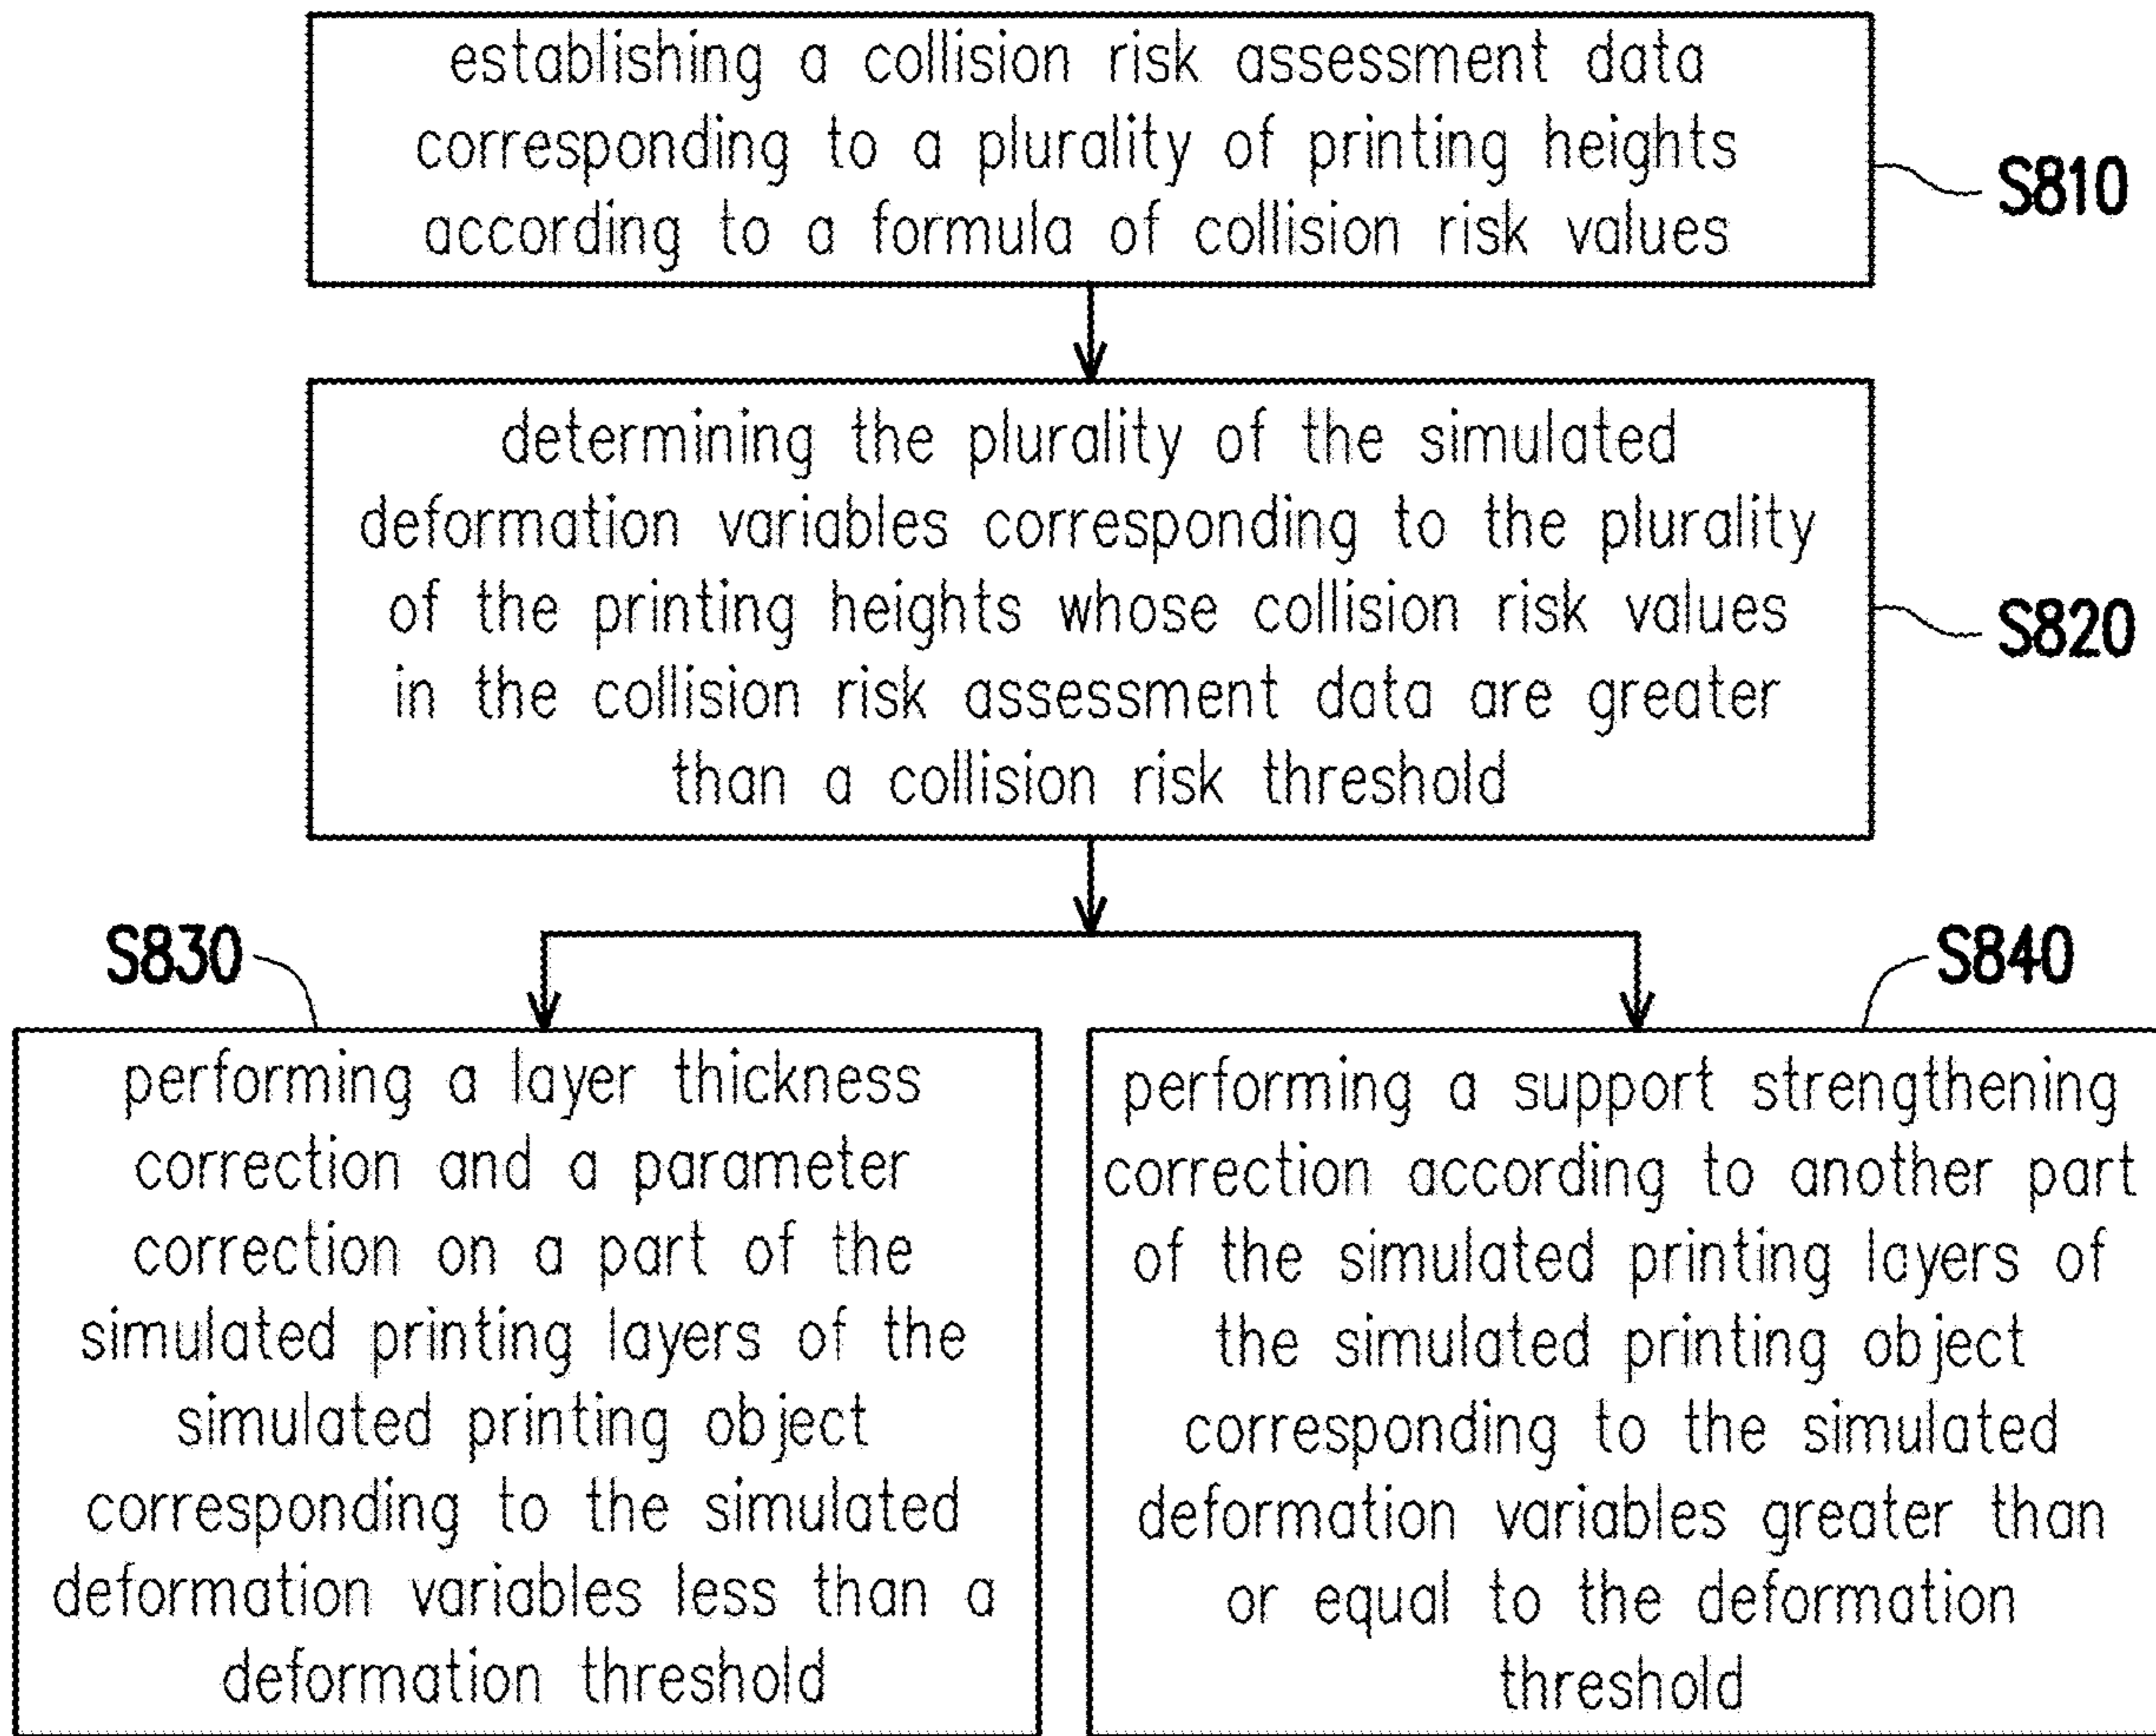 establishing a collision risk assessment data
corresponding to a plurality of printing heights
according to a formula of collision risk values
S810
determining the plurality of the simulated
deformation variables corresponding to the plurality
of the printing heights whose collision risk values
in the collision risk assessment data are greater
than a collision risk threshold
S820
S830
performing a layer thickness
correction and a parameter
correction on a part of the
simulated printing layers of the
simulated printing object
corresponding to the simulated
deformation variables less than a
deformation threshold
S840
performing a support strengthening
correction according to another part
of the simulated printing layers of
the simulated printing object
corresponding to the simulated
deformation variables greater than
or equal to the deformation
threshold